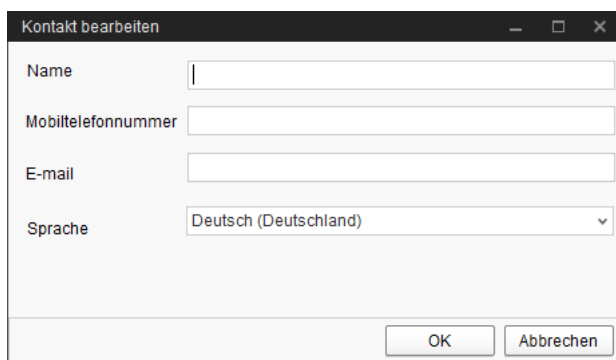 Kontakt bearbeiten
Name
Mobiltelefonnummer
E-mail
Sprache Deutsch (Deutschland)
OK Abbrechen